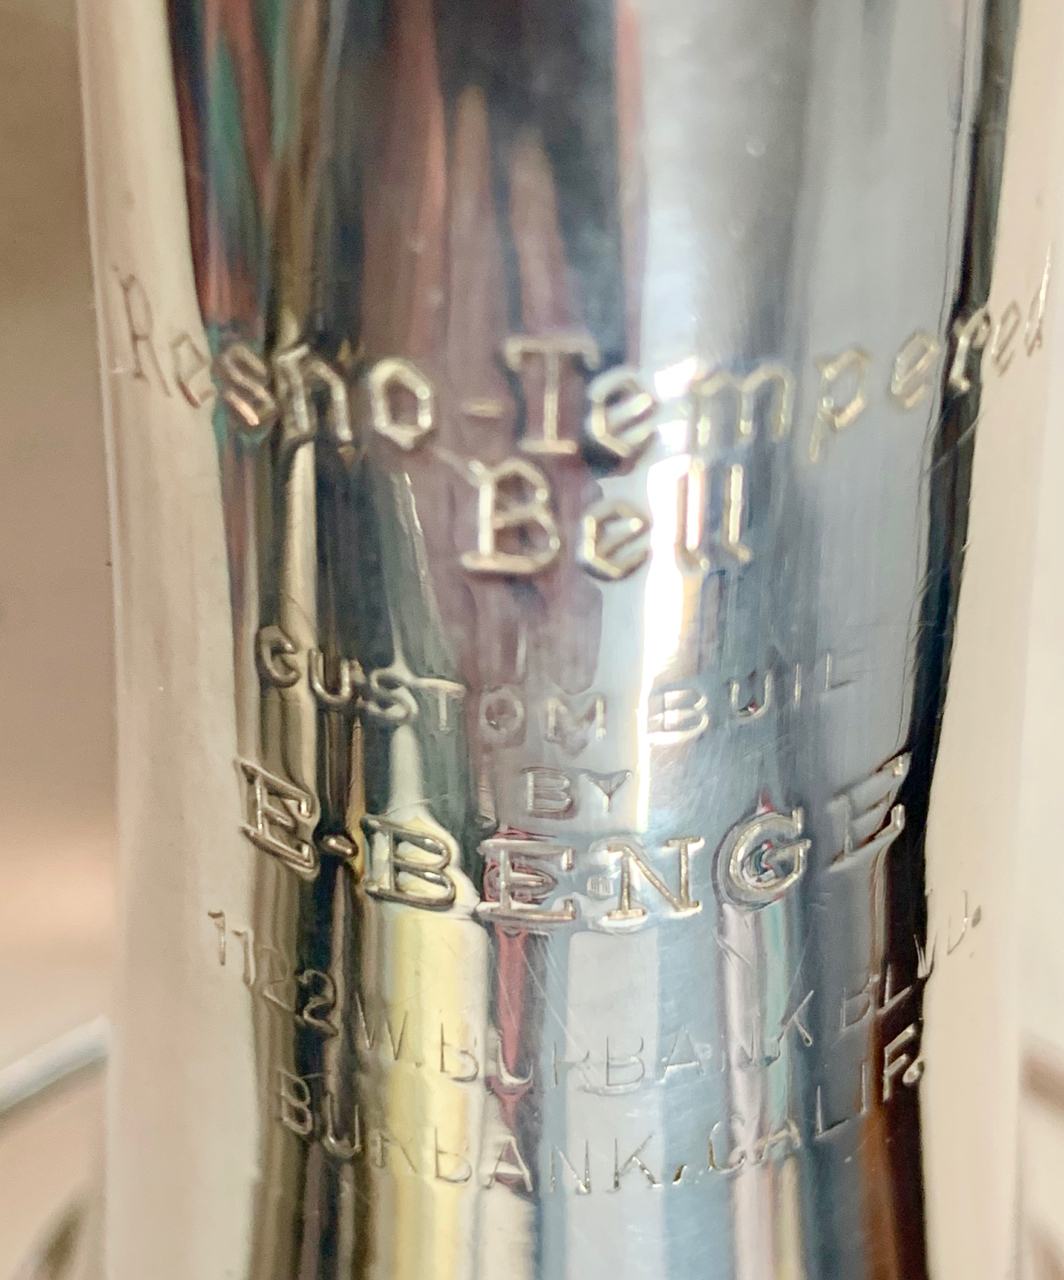 Resno-Tempered
Bell
CUSTOM BUILT
BY
E·BENGE
1122 W. BURBANK BLVD.
BURBANK, CALIF.